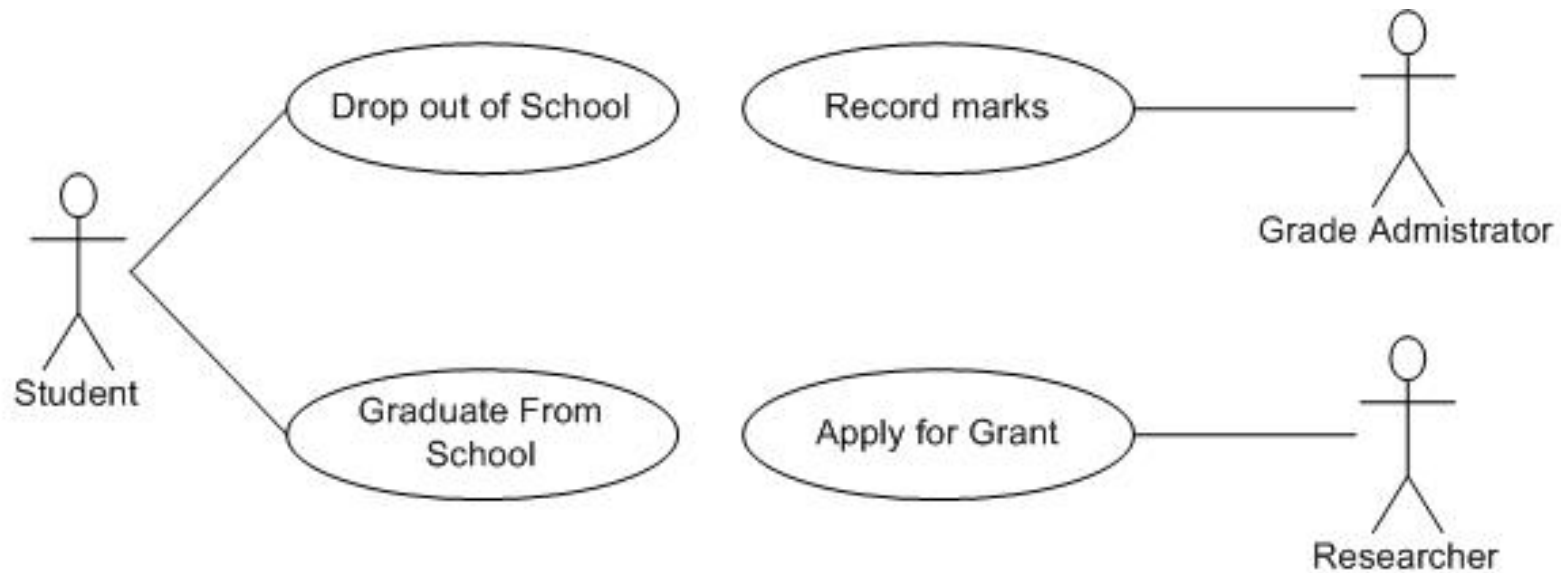 Drop out of School
Record marks
Grade Admistrator
Student
Graduate From
School
Apply for Grant
Researcher